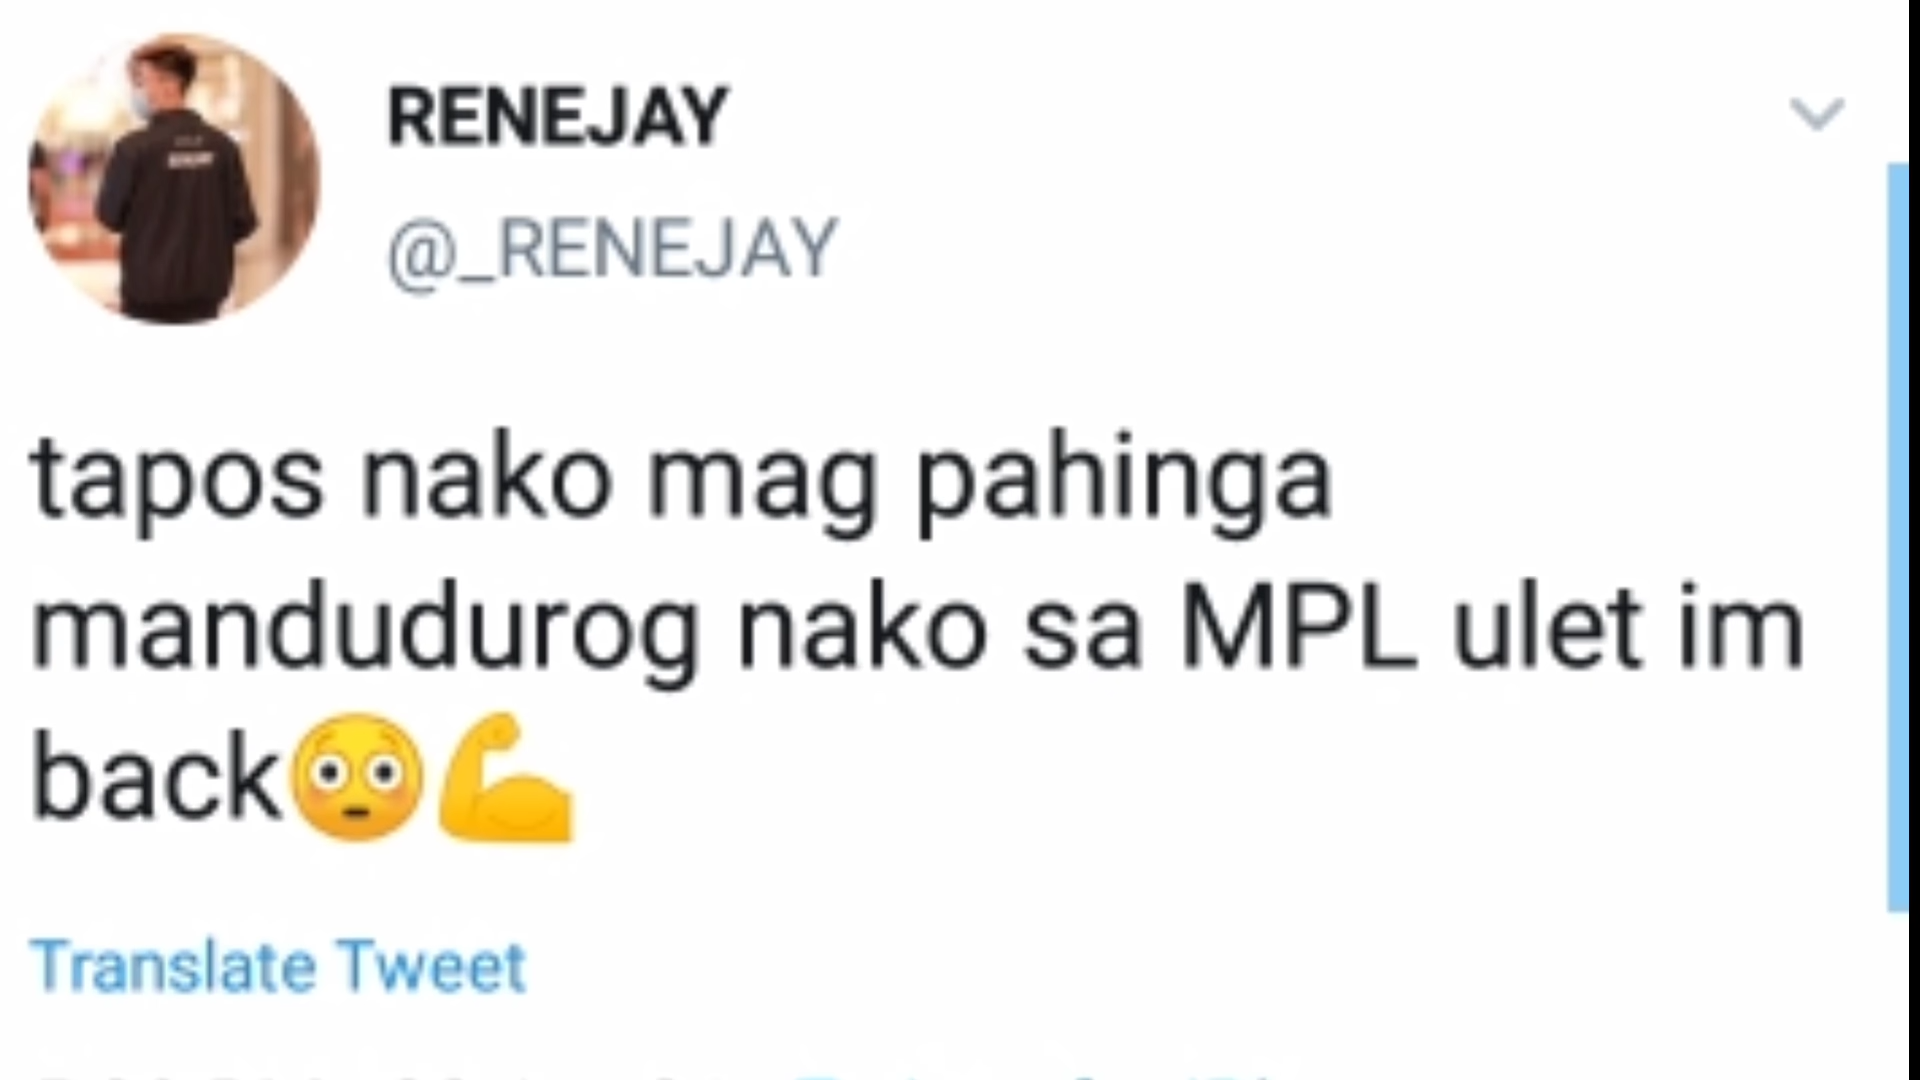 RENEJAY
@_RENEJAY
tapos nako mag pahinga
mandudurog nako sa MPL ulet im
back😳💪
Translate Tweet